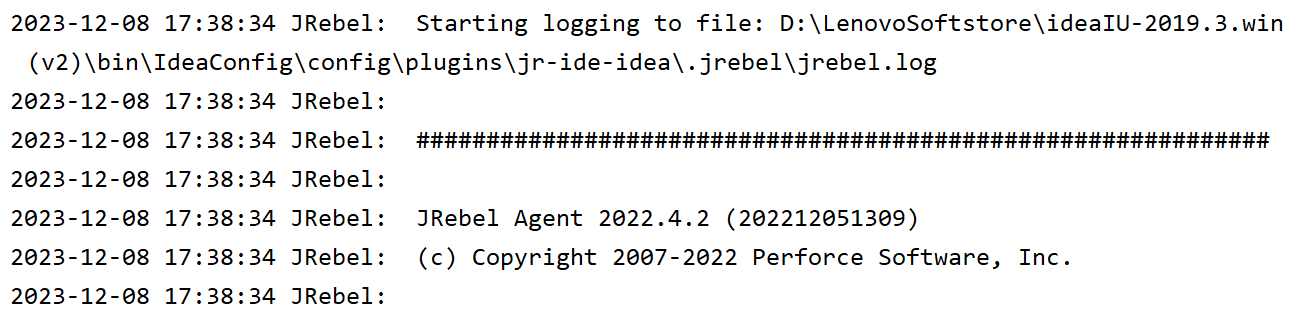 2023-12-08 17:38:34 JRebel:  Starting logging to file: D:\LenovoSoftstore\ideaIU-2019.3.win
(v2)\bin\IdeaConfig\config\plugins\jr-ide-idea\.jrebel\jrebel.log
2023-12-08 17:38:34 JRebel:
2023-12-08 17:38:34 JRebel:  #############################################################
2023-12-08 17:38:34 JRebel:
2023-12-08 17:38:34 JRebel:  JRebel Agent 2022.4.2 (202212051309)
2023-12-08 17:38:34 JRebel:  (c) Copyright 2007-2022 Perforce Software, Inc.
2023-12-08 17:38:34 JRebel: